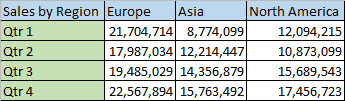 Sales by Region Europe Asia North America
Qtr 1 21,704,714 8,774,099 12,094,215
Qtr 2 17,987,034 12,214,447 10,873,099
Qtr 3 19,485,029 14,356,879 15,689,543
Qtr 4 22,567,894 15,763,492 17,456,723